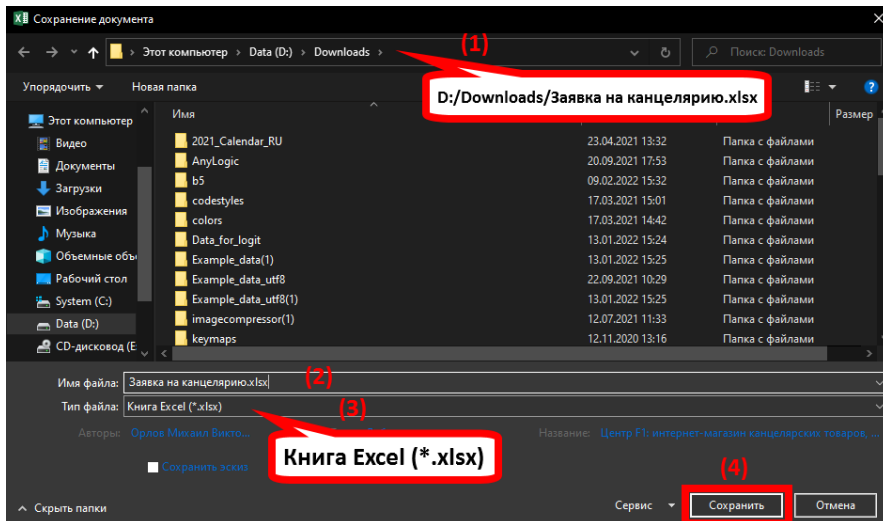 Сохранение документа
Этот компьютер › Data (D:) › Downloads ›
(1)
Поиск: Downloads
Упорядочить
Новая папка
D:/Downloads/Заявка на канцелярию.xlsx
Имя
Размер
Этот компьютер
Видео
Документы
Загрузки
Изображения
Музыка
Объемные объ
Рабочий стол
System (C:)
Data (D:)
CD-дисковод (E:
2021_Calendar_RU 23.04.2021 13:32 Папка с файлами
AnyLogic 20.09.2021 17:53 Папка с файлами
b5 09.02.2022 15:32 Папка с файлами
codestyles 17.03.2021 15:01 Папка с файлами
colors 17.03.2021 14:42 Папка с файлами
Data_for_logit 13.01.2022 15:24 Папка с файлами
Example_data(1) 13.01.2022 15:25 Папка с файлами
Example_data_utf8 22.09.2021 10:29 Папка с файлами
Example_data_utf8(1) 13.01.2022 15:25 Папка с файлами
imagecompressor(1) 12.07.2021 11:33 Папка с файлами
keymaps 12.11.2020 13:16 Папка с файлами
Имя файла: Заявка на канцелярию.xlsx
(2)
Тип файла: Книга Excel (*.xlsx)
(3)
Авторы: Орлов Михаил Викто...
Название: Центр F1: интернет-магазин канцелярских товаров, ...
Книга Excel (*.xlsx)
Сохранить эскиз
(4)
Скрыть папки
Сервис
Сохранить
Отмена